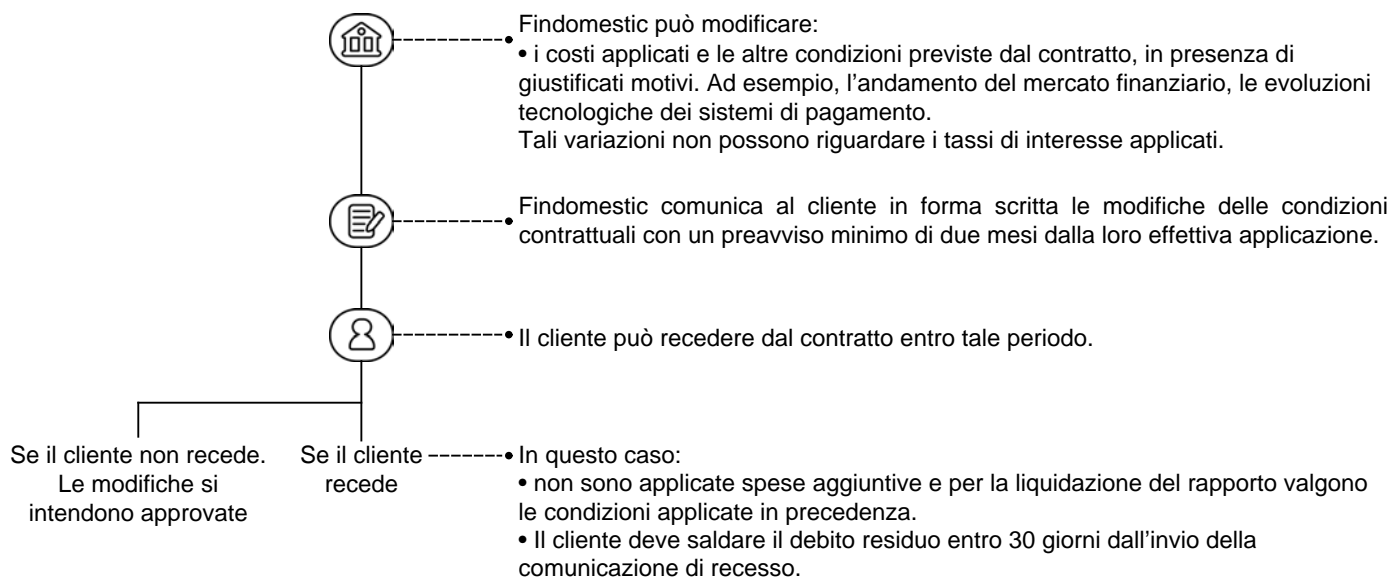 Findomestic può modificare:
• i costi applicati e le altre condizioni previste dal contratto, in presenza di
giustificati motivi. Ad esempio, l'andamento del mercato finanziario, le evoluzioni
tecnologiche dei sistemi di pagamento.
Tali variazioni non possono riguardare i tassi di interesse applicati.
Findomestic comunica al cliente in forma scritta le modifiche delle condizioni
contrattuali con un preavviso minimo di due mesi dalla loro effettiva applicazione.
Il cliente può recedere dal contratto entro tale periodo.
Se il cliente non recede.
Le modifiche si
intendono approvate
Se il cliente
recede
In questo caso:
• non sono applicate spese aggiuntive e per la liquidazione del rapporto valgono
le condizioni applicate in precedenza.
• Il cliente deve saldare il debito residuo entro 30 giorni dall'invio della
comunicazione di recesso.